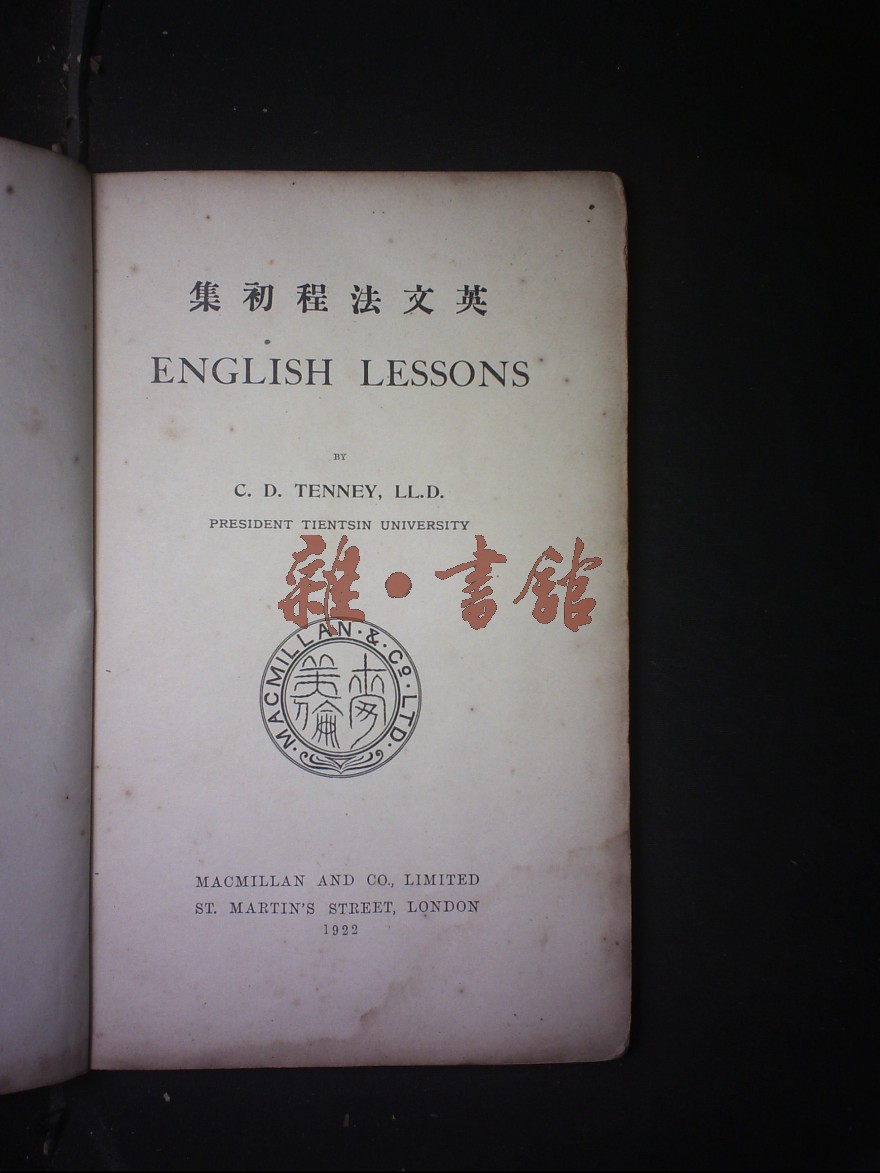 英文法程初集
ENGLISH LESSONS
BY
C. D. TENNEY, LL.D.
PRESIDENT TIENTSIN UNIVERSITY
雜·書館
·MACMILLAN·&·Cº·LTD·
MACMILLAN AND CO., LIMITED
ST. MARTIN'S STREET, LONDON
1922